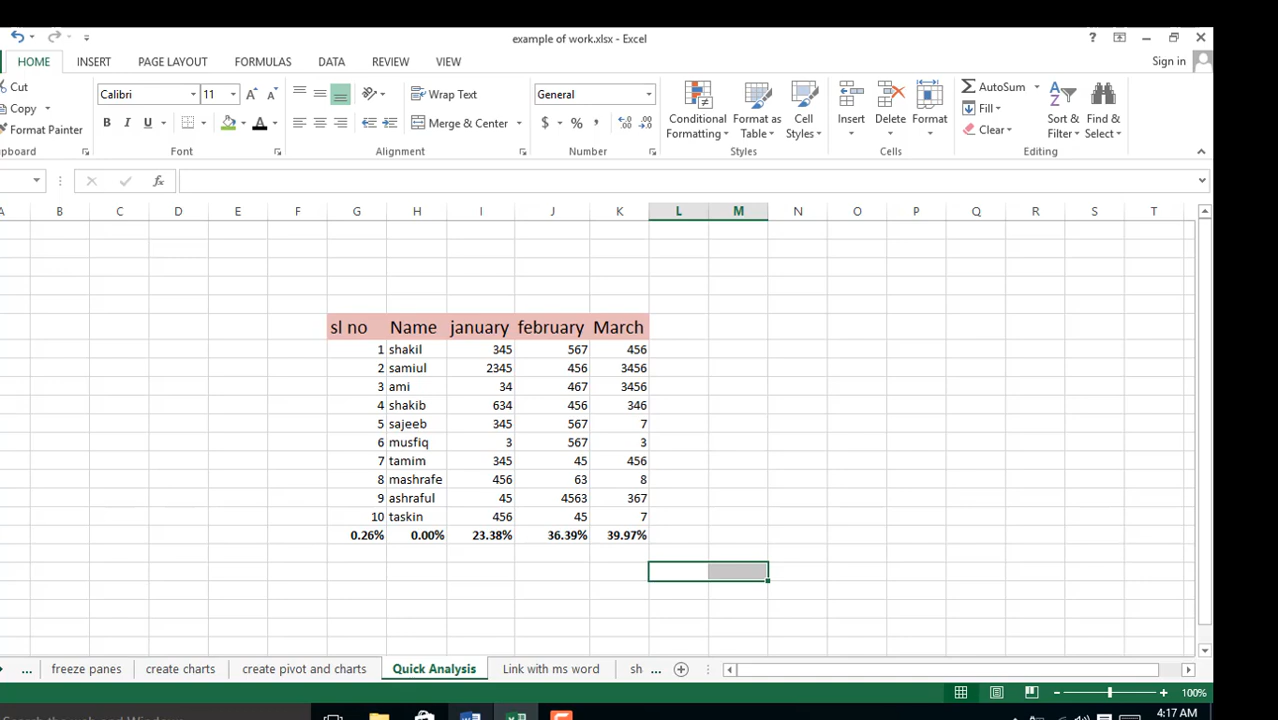 example of work.xlsx - Excel
?
HOME INSERT PAGE LAYOUT FORMULAS DATA REVIEW VIEW Sign in
Cut
Copy
Format Painter
Calibri 11
A A
B I U A
Wrap Text
Merge & Center
General
$ % ,
Conditional Formatting
Format as Table
Cell Styles
Insert
Delete
Format
AutoSum
Fill
Clear
Sort & Filter
Find & Select
pboard Font Alignment Number Styles Cells Editing
fx
A B C D E F G H I J K L M N O P Q R S T
sl no Name january february March
1 shakil 345 567 456
2 samiul 2345 456 3456
3 ami 34 467 3456
4 shakib 634 456 346
5 sajeeb 345 567 7
6 musfiq 3 567 3
7 tamim 345 45 456
8 mashrafe 456 63 8
9 ashraful 45 4563 367
10 taskin 456 45 7
0.26% 0.00% 23.38% 36.39% 39.97%
... freeze panes create charts create pivot and charts Quick Analysis Link with ms word sh ...
100%
4:17 AM